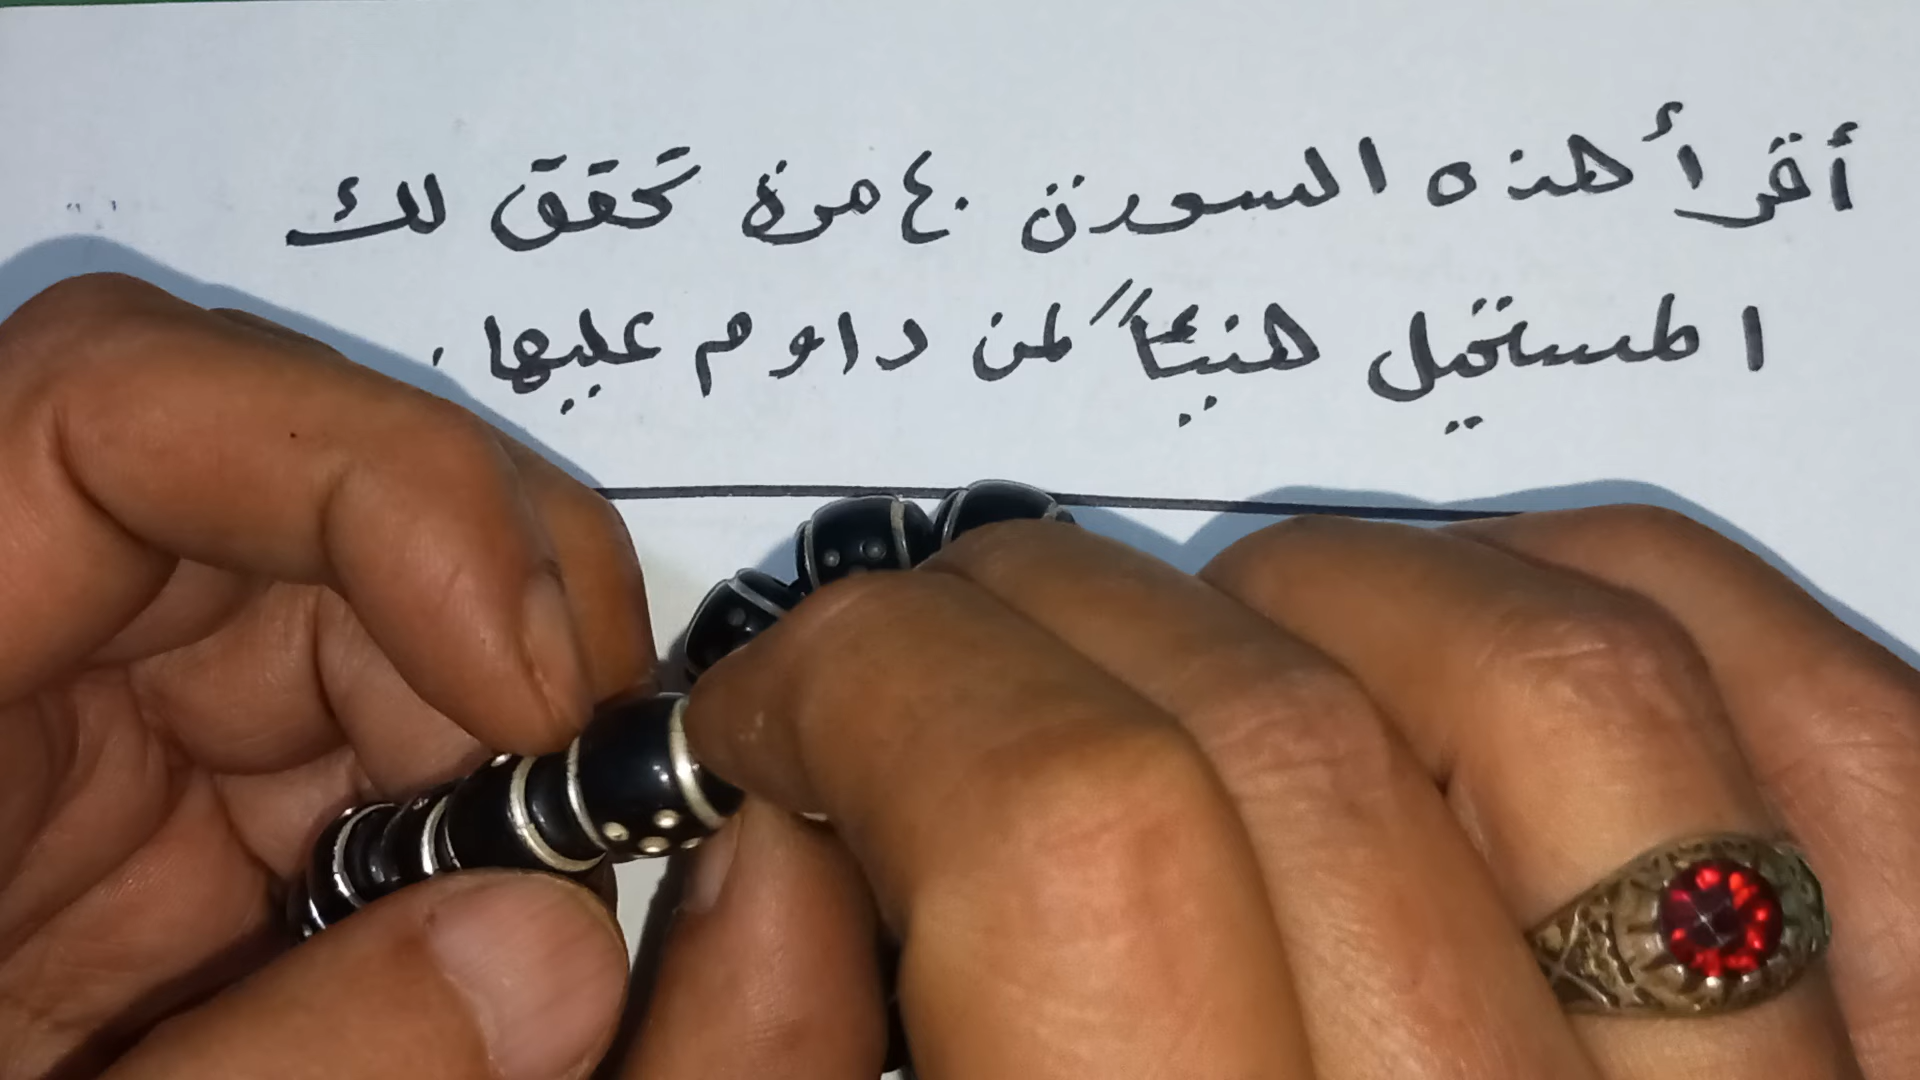 أقرأ هذه السورة ٤٠ مرة تحقق لك
المستحيل هنيئاً لمن داوم عليها .